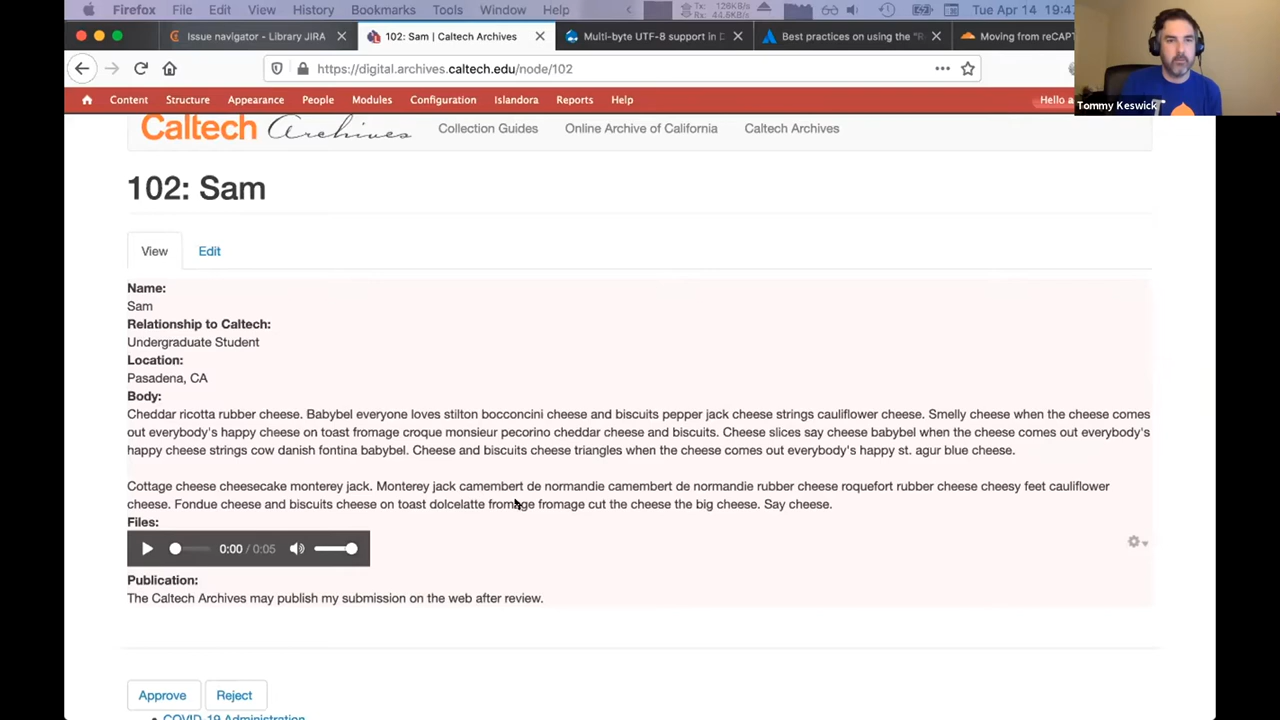 Firefox File Edit View History Bookmarks Tools Window Help Tx: 128KB/s Rx: 44.6KB/s Tue Apr 14 19:4
Issue navigator - Library JIRA 102: Sam | Caltech Archives Multi-byte UTF-8 support in D Best practices on using the "R Moving from reCAPT
https://digital.archives.caltech.edu/node/102
Content Structure Appearance People Modules Configuration Islandora Reports Help Hello a
Tommy Keswick
Caltech Archives Collection Guides Online Archive of California Caltech Archives
102: Sam
View Edit
Name:
Sam
Relationship to Caltech:
Undergraduate Student
Location:
Pasadena, CA
Body:
Cheddar ricotta rubber cheese. Babybel everyone loves stilton bocconcini cheese and biscuits pepper jack cheese strings cauliflower cheese. Smelly cheese when the cheese comes
out everybody's happy cheese on toast fromage croque monsieur pecorino cheddar cheese and biscuits. Cheese slices say cheese babybel when the cheese comes out everybody's
happy cheese strings cow danish fontina babybel. Cheese and biscuits cheese triangles when the cheese comes out everybody's happy st. agur blue cheese.
Cottage cheese cheesecake monterey jack. Monterey jack camembert de normandie camembert de normandie rubber cheese roquefort rubber cheese cheesy feet cauliflower
cheese. Fondue cheese and biscuits cheese on toast dolcelatte fromage fromage cut the cheese the big cheese. Say cheese.
Files:
0:00 / 0:05
Publication:
The Caltech Archives may publish my submission on the web after review.
Approve Reject
COVID-19 Administration